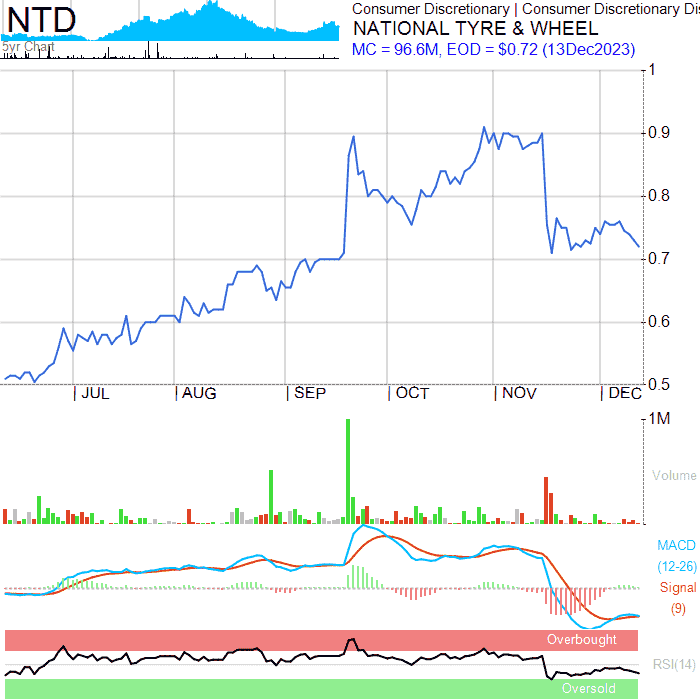 NTD
5yr Chart
Consumer Discretionary | Consumer Discretionary Dis
NATIONAL TYRE & WHEEL
MC = 96.6M, EOD = $0.72 (13Dec2023)
1
0.9
0.8
0.7
0.6
0.5
| JUL | AUG | SEP | OCT | NOV | DEC
1M
Volume
MACD
(12-26)
Signal
(9)
Overbought
RSI(14)
Oversold